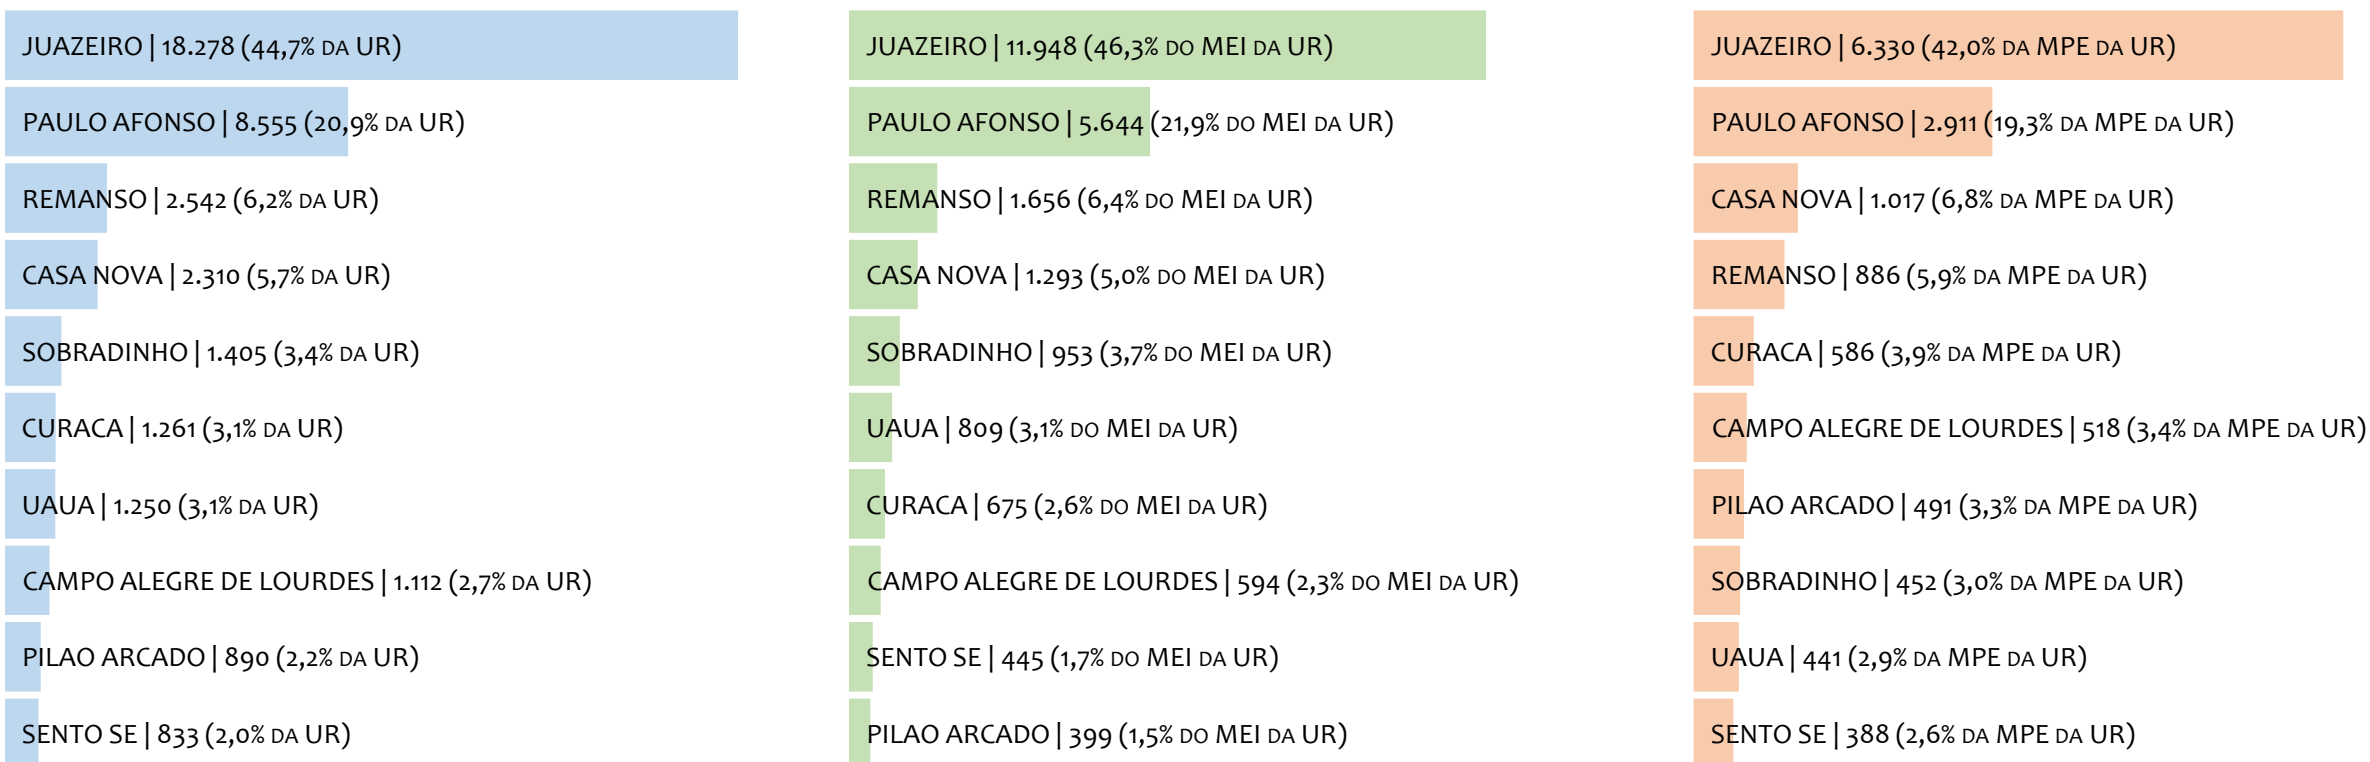 JUAZEIRO | 18.278 (44,7% DA UR)
PAULO AFONSO | 8.555 (20,9% DA UR)
REMANSO | 2.542 (6,2% DA UR)
CASA NOVA | 2.310 (5,7% DA UR)
SOBRADINHO | 1.405 (3,4% DA UR)
CURACA | 1.261 (3,1% DA UR)
UAUA | 1.250 (3,1% DA UR)
CAMPO ALEGRE DE LOURDES | 1.112 (2,7% DA UR)
PILAO ARCADO | 890 (2,2% DA UR)
SENTO SE | 833 (2,0% DA UR)
JUAZEIRO | 11.948 (46,3% DO MEI DA UR)
PAULO AFONSO | 5.644 (21,9% DO MEI DA UR)
REMANSO | 1.656 (6,4% DO MEI DA UR)
CASA NOVA | 1.293 (5,0% DO MEI DA UR)
SOBRADINHO | 953 (3,7% DO MEI DA UR)
UAUA | 809 (3,1% DO MEI DA UR)
CURACA | 675 (2,6% DO MEI DA UR)
CAMPO ALEGRE DE LOURDES | 594 (2,3% DO MEI DA UR)
SENTO SE | 445 (1,7% DO MEI DA UR)
PILAO ARCADO | 399 (1,5% DO MEI DA UR)
JUAZEIRO | 6.330 (42,0% DA MPE DA UR)
PAULO AFONSO | 2.911 (19,3% DA MPE DA UR)
CASA NOVA | 1.017 (6,8% DA MPE DA UR)
REMANSO | 886 (5,9% DA MPE DA UR)
CURACA | 586 (3,9% DA MPE DA UR)
CAMPO ALEGRE DE LOURDES | 518 (3,4% DA MPE DA UR)
PILAO ARCADO | 491 (3,3% DA MPE DA UR)
SOBRADINHO | 452 (3,0% DA MPE DA UR)
UAUA | 441 (2,9% DA MPE DA UR)
SENTO SE | 388 (2,6% DA MPE DA UR)